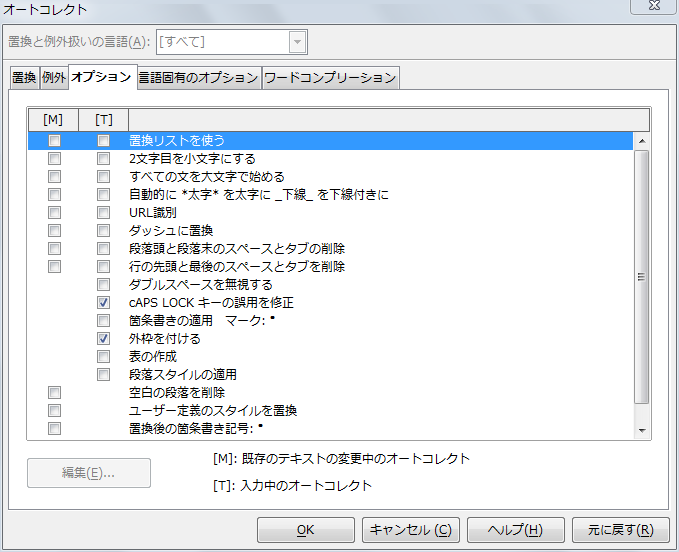 オートコレクト
置換と例外扱いの言語(A): [すべて]
置換 例外 オプション 言語固有のオプション ワードコンプリーション
[M] [T]
置換リストを使う
2文字目を小文字にする
すべての文を大文字で始める
自動的に *太字* を太字に _下線_ を下線付きに
URL識別
ダッシュに置換
段落頭と段落末のスペースとタブの削除
行の先頭と最後のスペースとタブを削除
ダブルスペースを無視する
cAPS LOCK キーの誤用を修正
箇条書きの適用　マーク: •
外枠を付ける
表の作成
段落スタイルの適用
空白の段落を削除
ユーザー定義のスタイルを置換
置換後の箇条書き記号: •
編集(E)... [M]: 既存のテキストの変更中のオートコレクト
[T]: 入力中のオートコレクト
OK キャンセル (C) ヘルプ(H) 元に戻す(R)